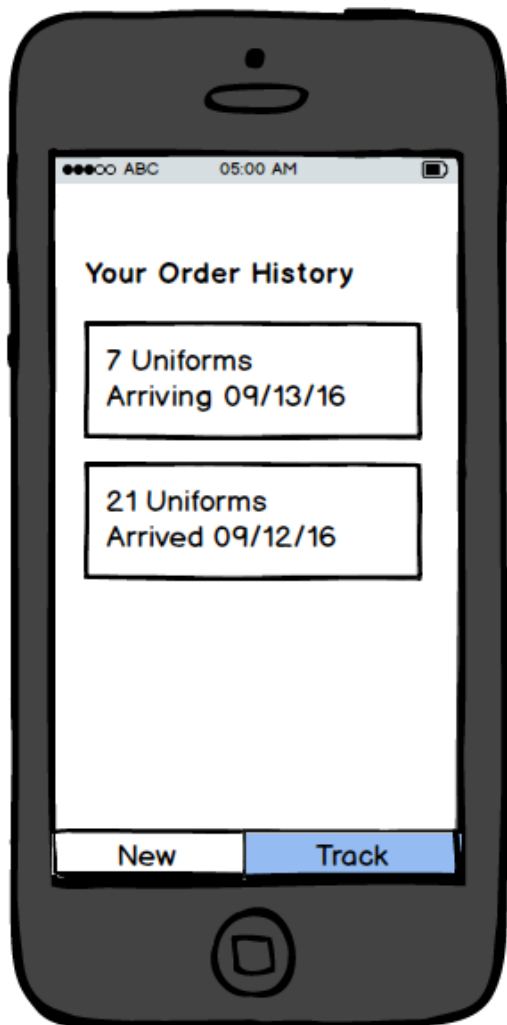 ABC 05:00 AM
Your Order History
7 Uniforms
Arriving 09/13/16
21 Uniforms
Arrived 09/12/16
New Track